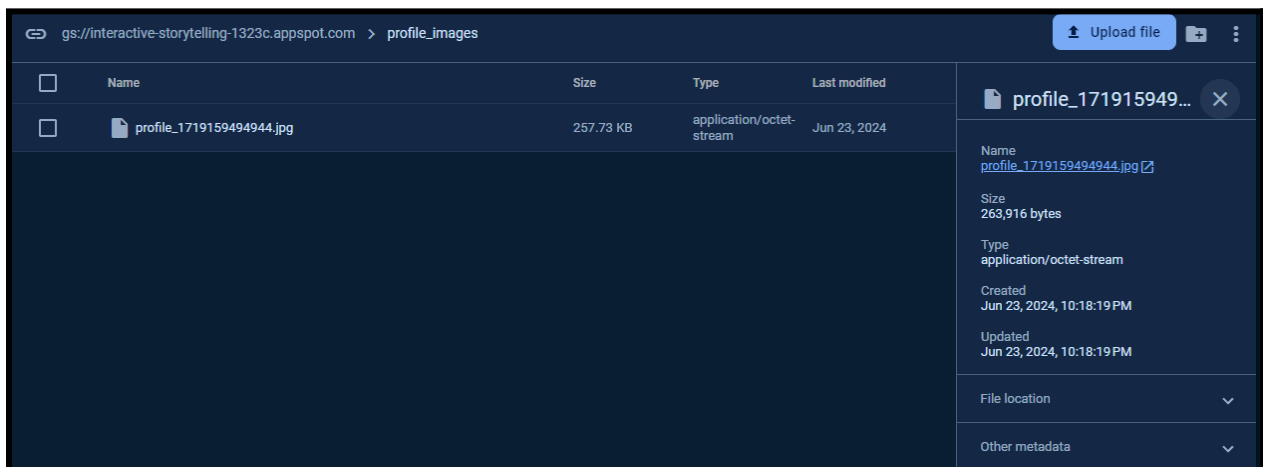 gs://interactive-storytelling-1323c.appspot.com > profile_images
Upload file
Name Size Type Last modified
profile_1719159494944.jpg 257.73 KB application/octet-
stream Jun 23, 2024
profile_171915949...
Name
profile_1719159494944.jpg
Size
263,916 bytes
Type
application/octet-stream
Created
Jun 23, 2024, 10:18:19 PM
Updated
Jun 23, 2024, 10:18:19 PM
File location
Other metadata